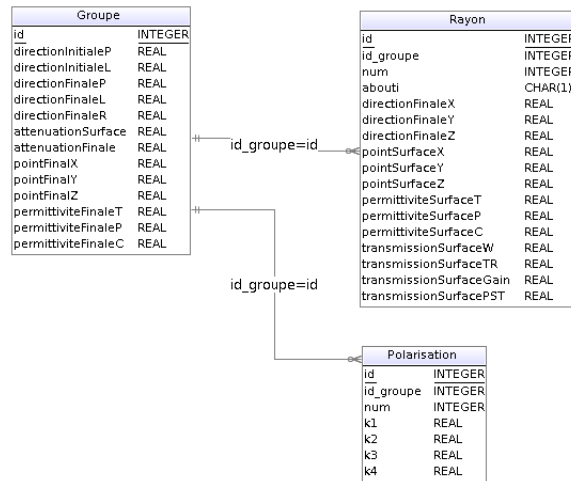 Groupe
id INTEGER
directionInitialeP REAL
directionInitialeL REAL
directionFinaleP REAL
directionFinaleL REAL
directionFinaleR REAL
attenuationSurface REAL
attenuationFinale REAL
pointFinalX REAL
pointFinalY REAL
pointFinalZ REAL
permittiviteFinaleT REAL
permittiviteFinaleP REAL
permittiviteFinaleC REAL
id_groupe=id
id_groupe=id
Rayon
id INTEGER
id_groupe INTEGER
num INTEGER
abouti CHAR(1)
directionFinaleX REAL
directionFinaleY REAL
directionFinaleZ REAL
pointSurfaceX REAL
pointSurfaceY REAL
pointSurfaceZ REAL
permittiviteSurfaceT REAL
permittiviteSurfaceP REAL
permittiviteSurfaceC REAL
transmissionSurfaceW REAL
transmissionSurfaceTR REAL
transmissionSurfaceGain REAL
transmissionSurfacePST REAL
Polarisation
id INTEGER
id_groupe INTEGER
num INTEGER
k1 REAL
k2 REAL
k3 REAL
k4 REAL